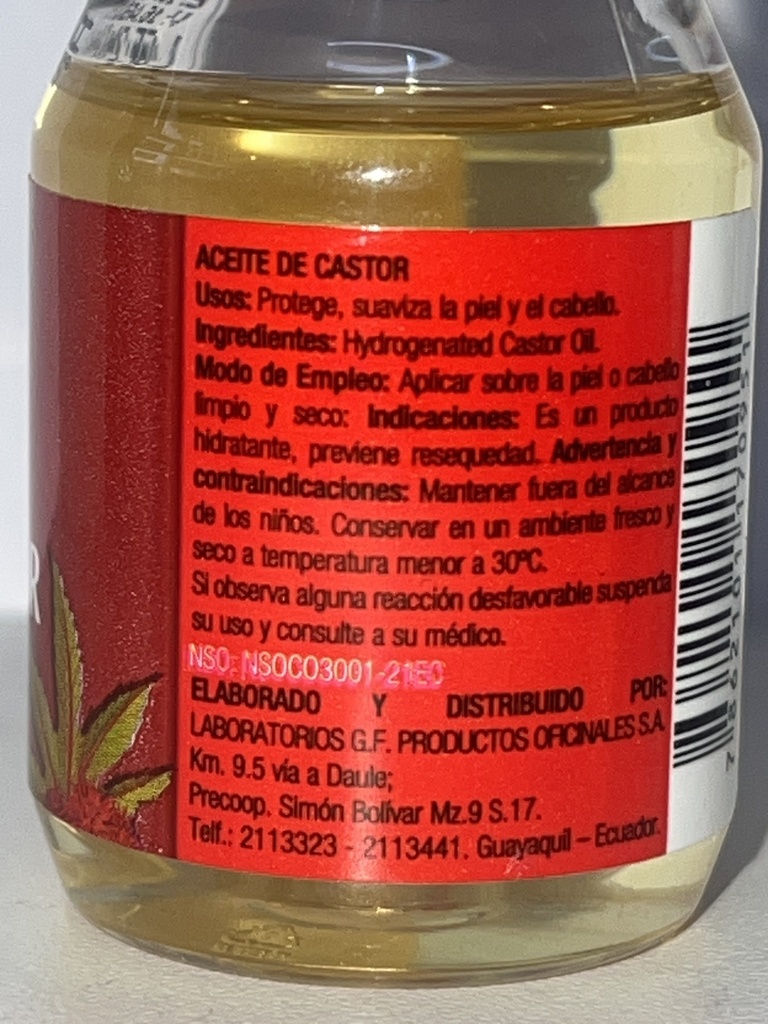 ACEITE DE CASTOR
Usos: Protege, suaviza la piel y el cabello.
Ingredientes: Hydrogenated Castor Oil.
Modo de Empleo: Aplicar sobre la piel o cabello
limpio y seco: Indicaciones: Es un producto
hidratante, previene resequedad. Advertencia y
contraindicaciones: Mantener fuera del alcance
de los niños. Conservar en un ambiente fresco y
seco a temperatura menor a 30ºC.
Si observa alguna reacción desfavorable suspenda
su uso y consulte a su médico.
NSO: NSOCO3001-21EC
ELABORADO Y DISTRIBUIDO POR:
LABORATORIOS G.F. PRODUCTOS OFICINALES S.A.
Km. 9.5 vía a Daule;
Precoop. Simón Bolívar Mz.9 S.17.
Telf.: 2113323 - 2113441. Guayaquil – Ecuador.
R